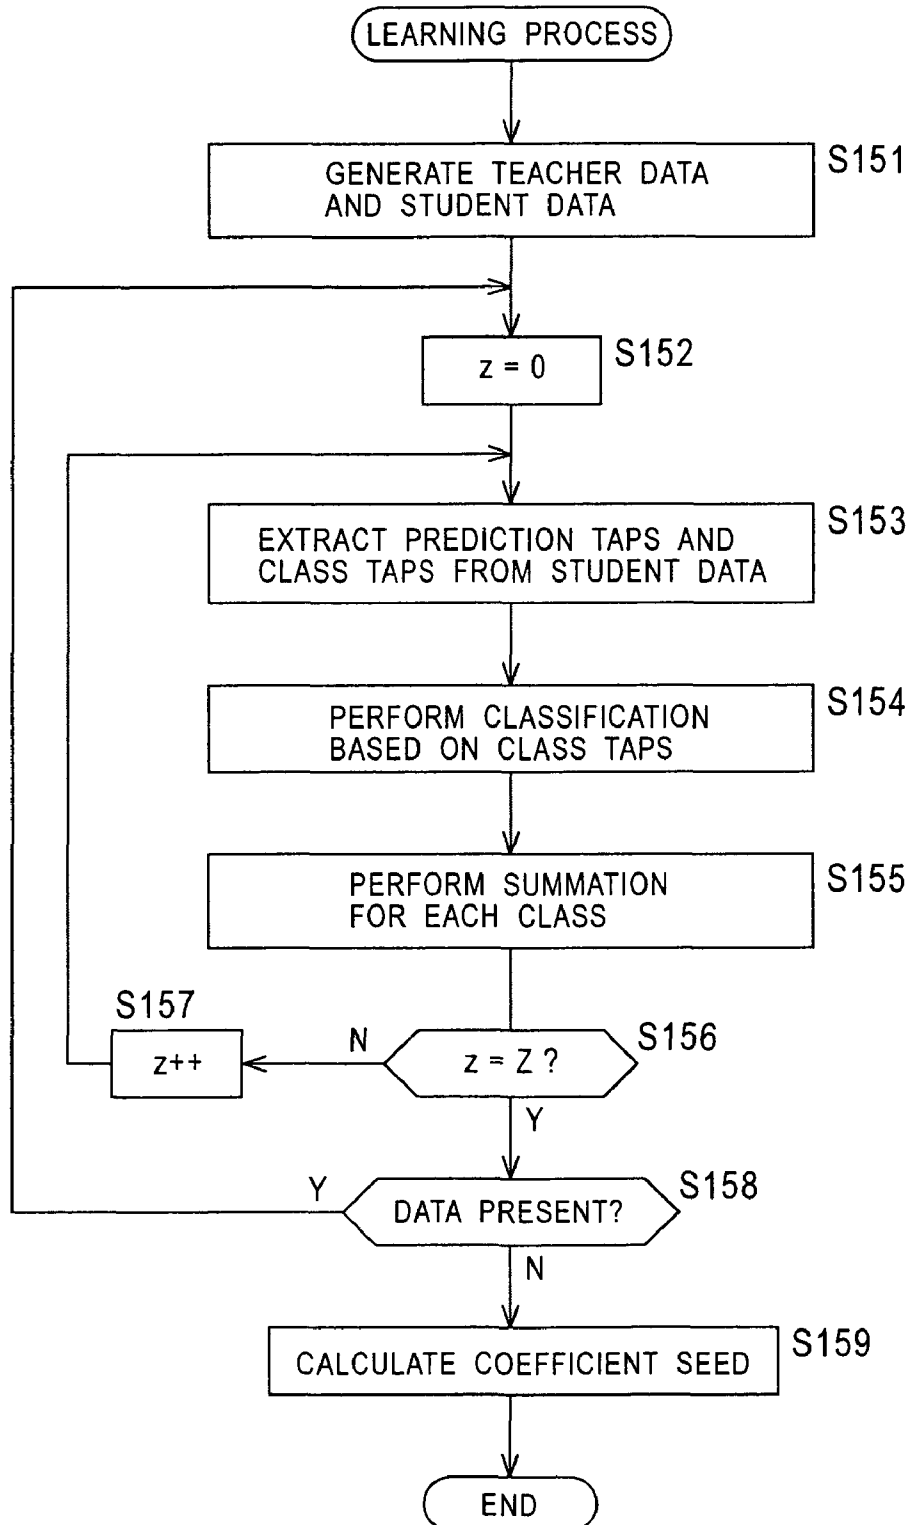 LEARNING PROCESS
S151
GENERATE TEACHER DATA
AND STUDENT DATA
S152
z = 0
S153
EXTRACT PREDICTION TAPS AND
CLASS TAPS FROM STUDENT DATA
S154
PERFORM CLASSIFICATION
BASED ON CLASS TAPS
S155
PERFORM SUMMATION
FOR EACH CLASS
S157
z++
N
S156
z = Z ?
Y
Y
S158
DATA PRESENT?
N
S159
CALCULATE COEFFICIENT SEED
END